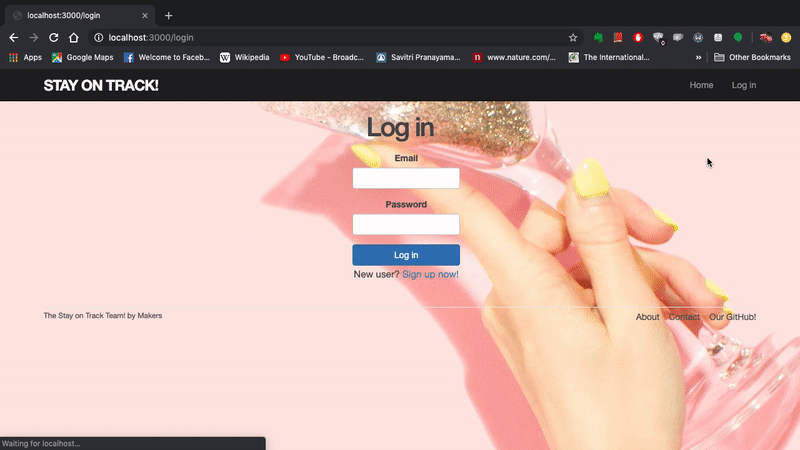 localhost:3000/login
localhost:3000/login
0
Apps Google Maps Welcome to Faceb... W Wikipedia YouTube - Broadc... Savitri Pranayama... n www.nature.com/... The International... » Other Bookmarks
STAY ON TRACK! Home Log in
Log in
Email
Password
Log in
New user? Sign up now!
The Stay on Track Team! by Makers About Contact Our GitHub!
Waiting for localhost...